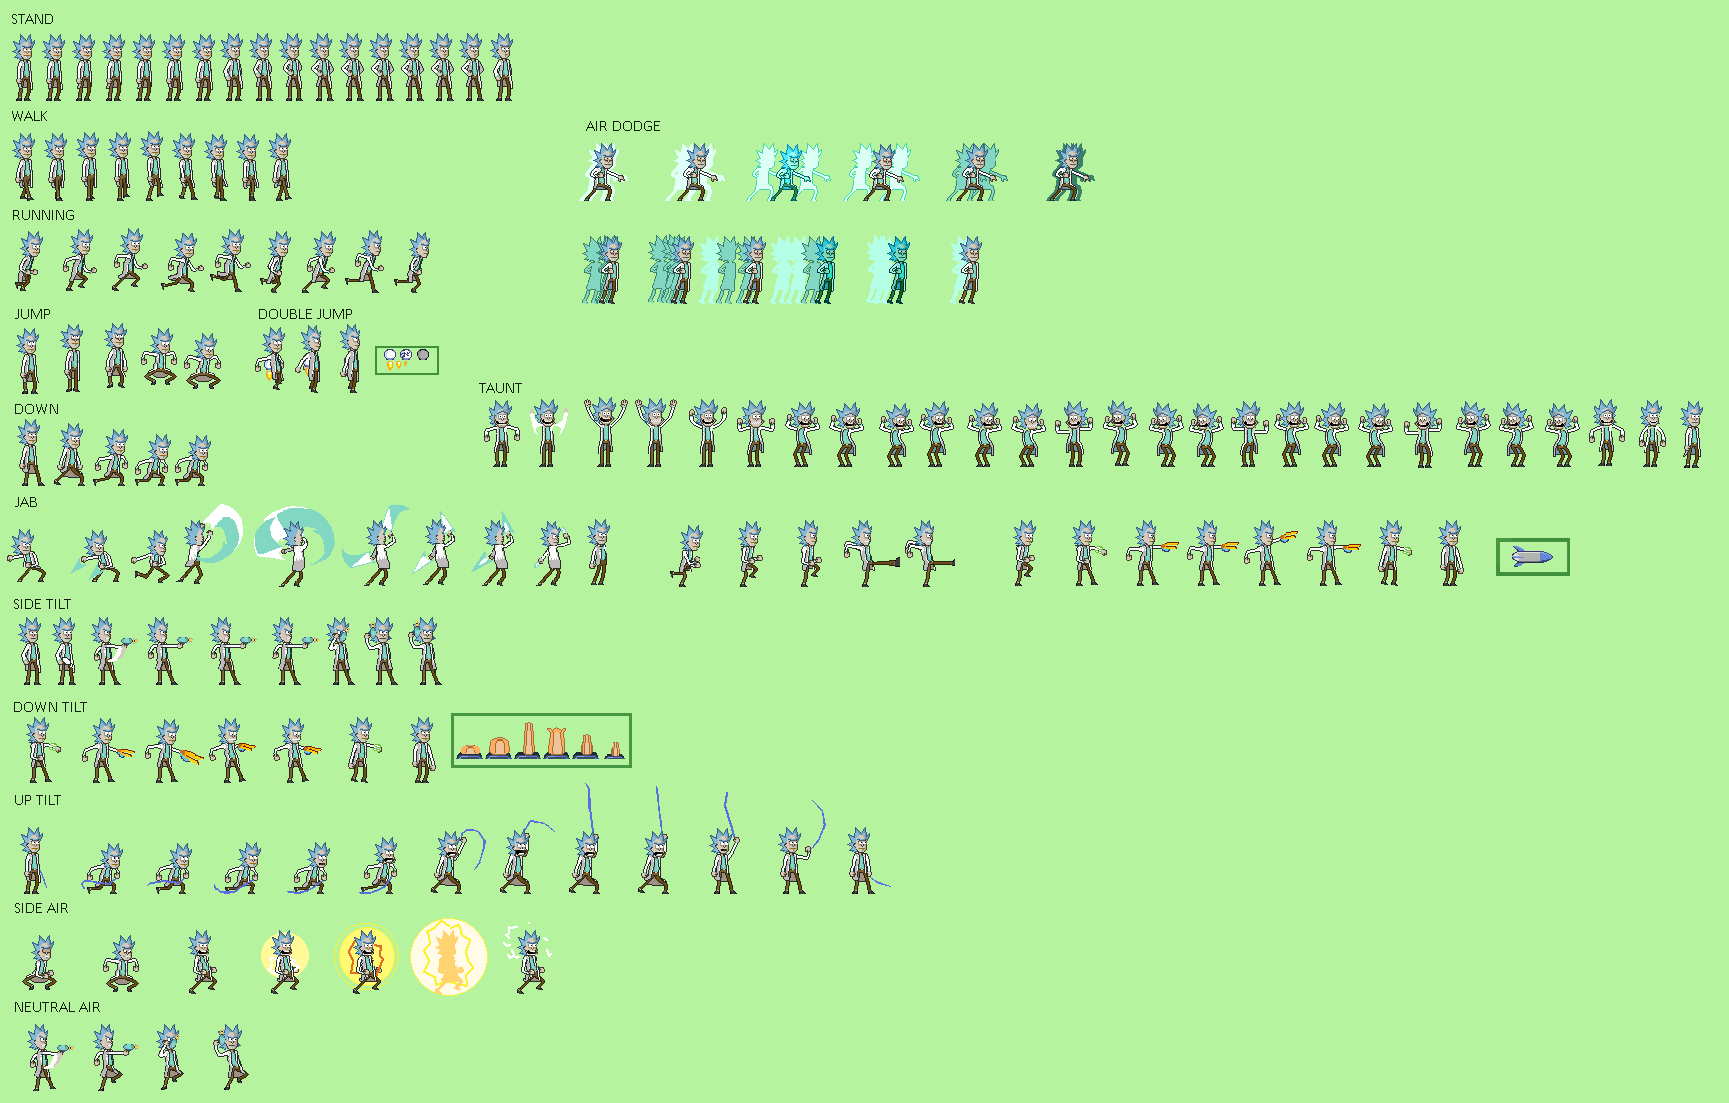 STAND
WALK
AIR DODGE
RUNNING
JUMP
DOUBLE JUMP
TAUNT
DOWN
JAB
SIDE TILT
DOWN TILT
UP TILT
SIDE AIR
NEUTRAL AIR